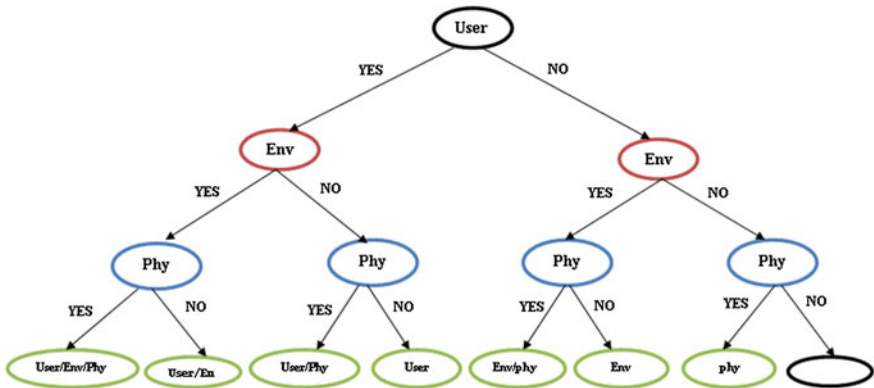 User
YES
NO
Env
Env
YES
NO
YES
NO
Phy
Phy
Phy
Phy
YES
NO
YES
NO
YES
NO
YES
NO
User/Env/Phy
User/En
User/Phy
User
Env/phy
Env
phy